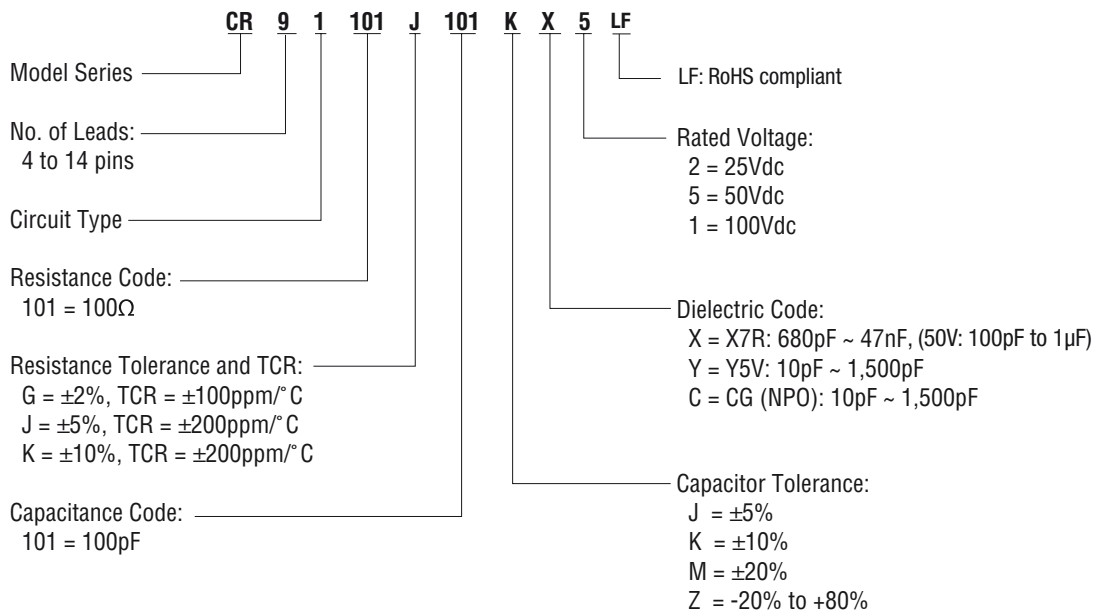 CR 9 1 101 J 101 K X 5 LF
Model Series
No. of Leads:
4 to 14 pins
Circuit Type
Resistance Code:
101 = 100Ω
Resistance Tolerance and TCR:
G = ±2%, TCR = ±100ppm/°C
J = ±5%, TCR = ±200ppm/°C
K = ±10%, TCR = ±200ppm/°C
Capacitance Code:
101 = 100pF
LF: RoHS compliant
Rated Voltage:
2 = 25Vdc
5 = 50Vdc
1 = 100Vdc
Dielectric Code:
X = X7R: 680pF ~ 47nF, (50V: 100pF to 1µF)
Y = Y5V: 10pF ~ 1,500pF
C = CG (NPO): 10pF ~ 1,500pF
Capacitor Tolerance:
J = ±5%
K = ±10%
M = ±20%
Z = -20% to +80%